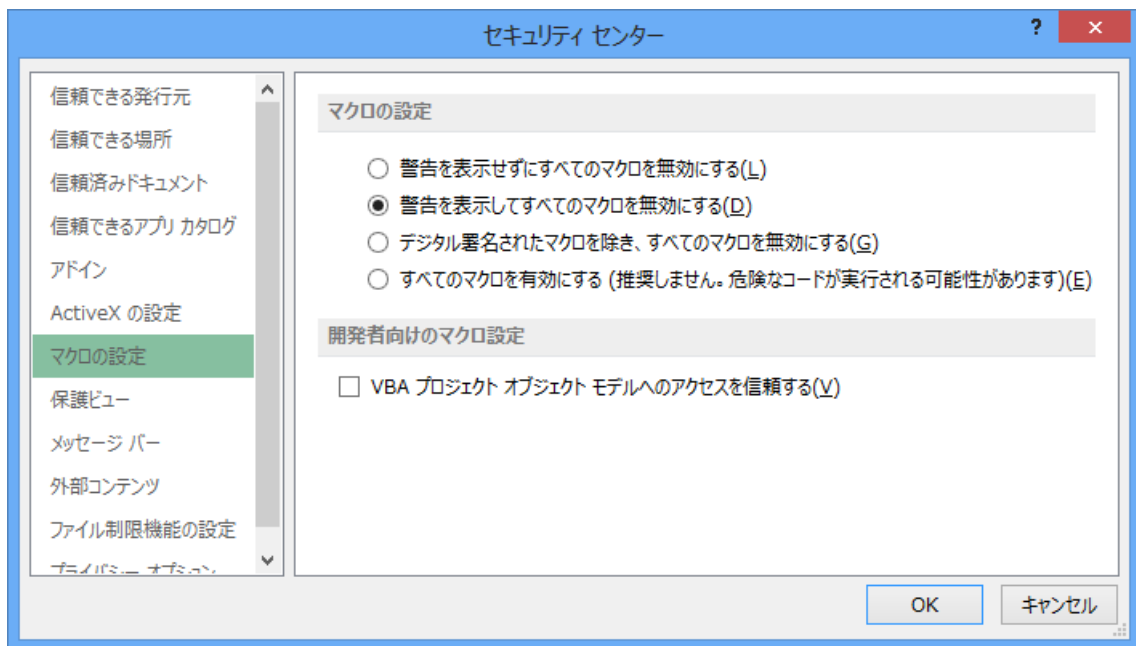 セキュリティ センター
?
信頼できる発行元
信頼できる場所
信頼済みドキュメント
信頼できるアプリ カタログ
アドイン
ActiveX の設定
マクロの設定
保護ビュー
メッセージ バー
外部コンテンツ
ファイル制限機能の設定
プライバシー オプション
マクロの設定
警告を表示せずにすべてのマクロを無効にする(L)
警告を表示してすべてのマクロを無効にする(D)
デジタル署名されたマクロを除き、すべてのマクロを無効にする(G)
すべてのマクロを有効にする (推奨しません。危険なコードが実行される可能性があります)(E)
開発者向けのマクロ設定
VBA プロジェクト オブジェクト モデルへのアクセスを信頼する(V)
OK
キャンセル